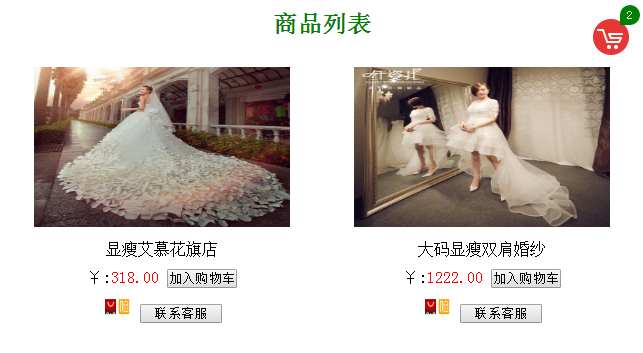 商品列表
2
显瘦艾慕花旗店
¥:318.00 加入购物车
联系客服
大码显瘦双肩婚纱
¥:1222.00 加入购物车
联系客服